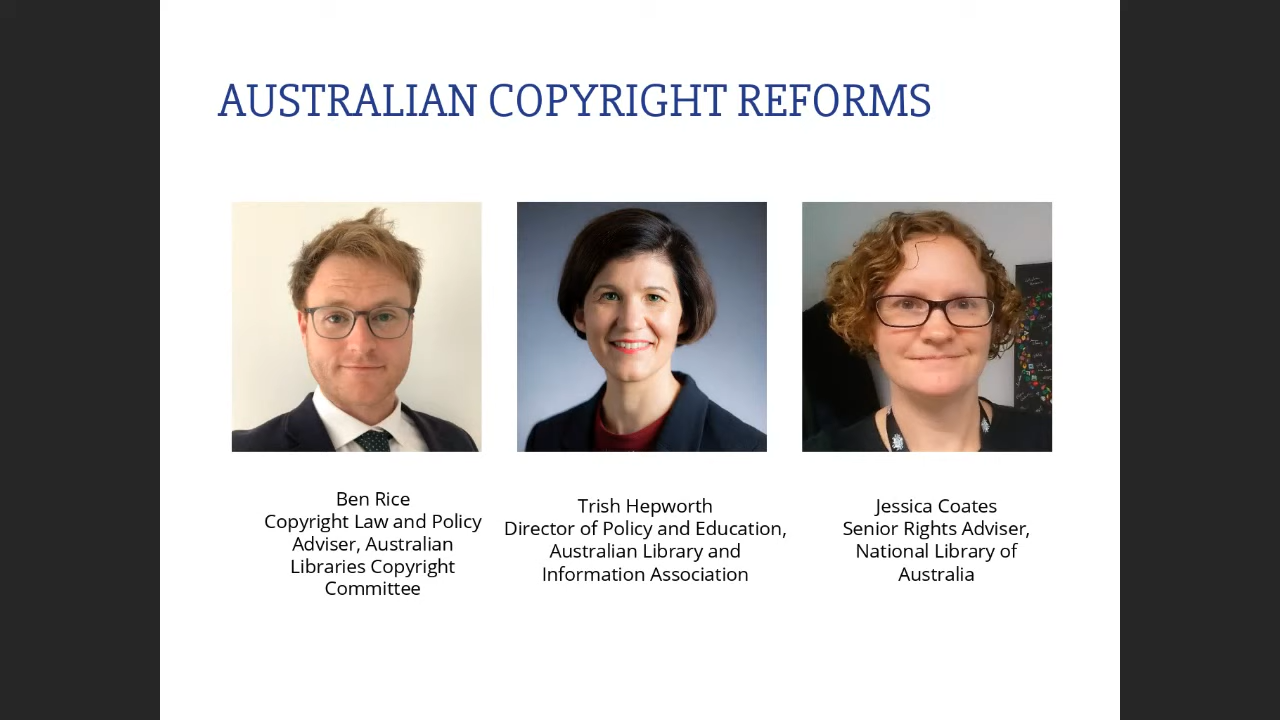 AUSTRALIAN COPYRIGHT REFORMS
Ben Rice
Copyright Law and Policy
Adviser, Australian
Libraries Copyright
Committee
Trish Hepworth
Director of Policy and Education,
Australian Library and
Information Association
Jessica Coates
Senior Rights Adviser,
National Library of
Australia